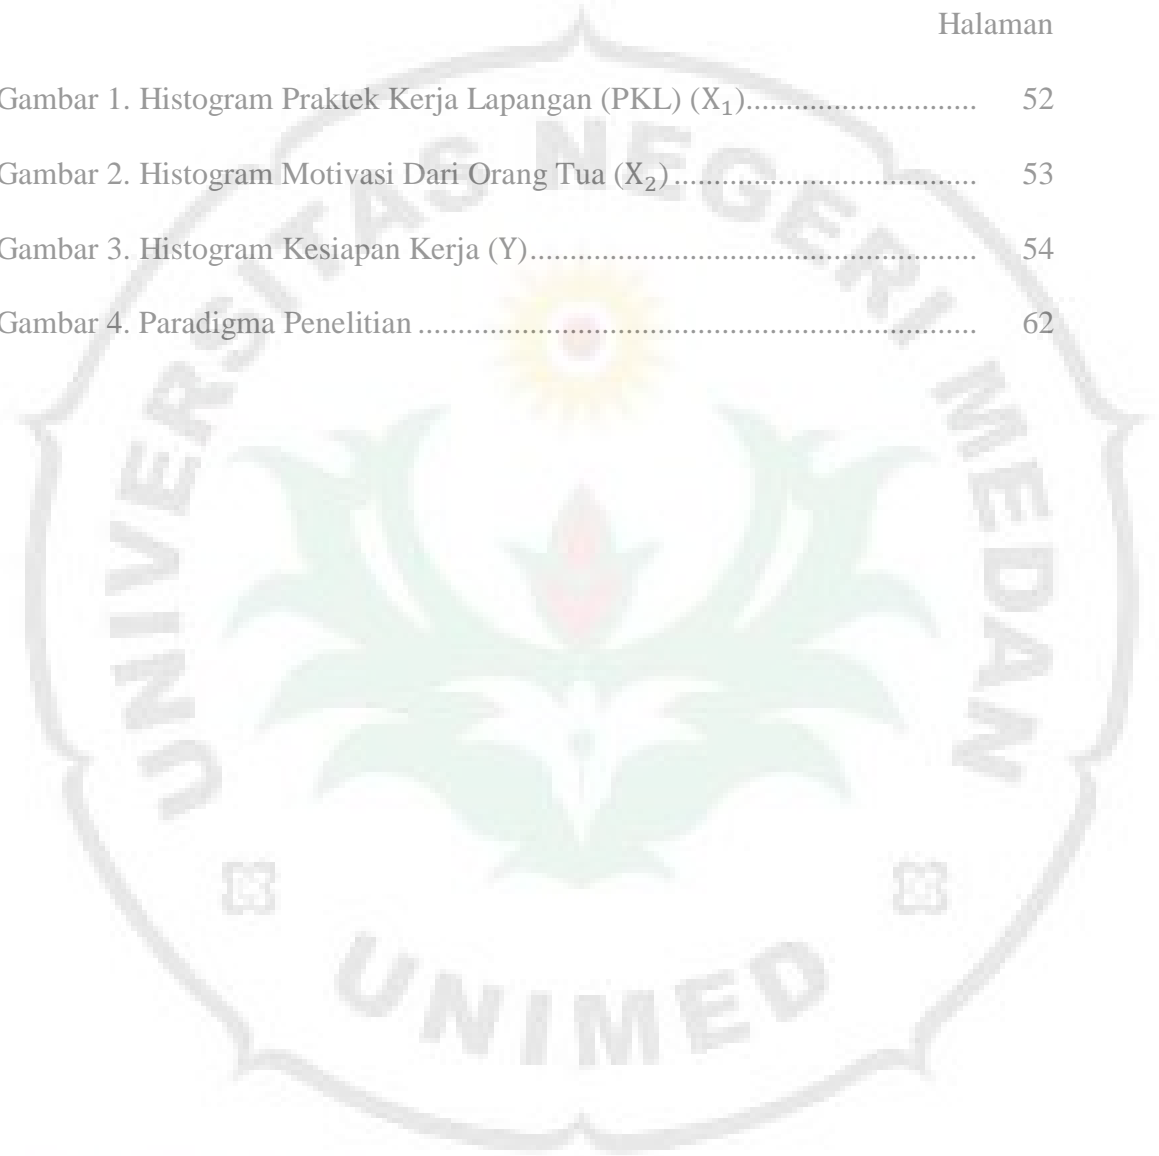 Halaman
Gambar 1. Histogram Praktek Kerja Lapangan (PKL) (X₁)............................ 52
Gambar 2. Histogram Motivasi Dari Orang Tua (X₂).................................... 53
Gambar 3. Histogram Kesiapan Kerja (Y)..................................................... 54
Gambar 4. Paradigma Penelitian .................................................................. 62
UNIVERSITAS NEGERI MEDAN
UNIMED